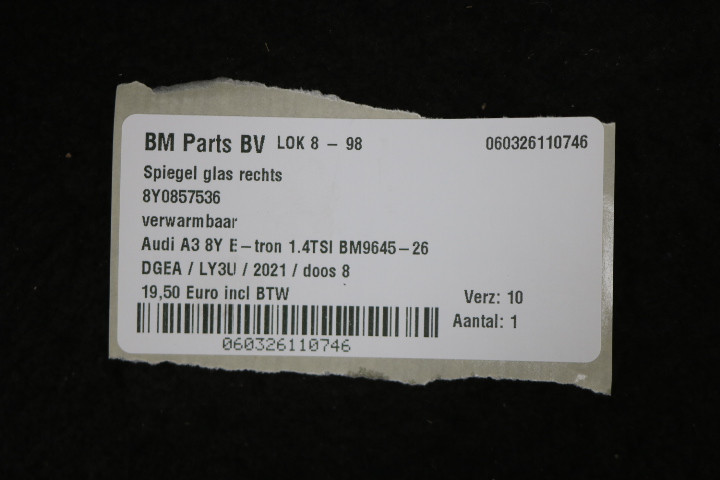 BM Parts BV LOK 8 - 98 060326110746
Spiegel glas rechts
8Y0857536
verwarmbaar
Audi A3 8Y E-tron 1.4TSI BM9645-26
DGEA / LY3U / 2021 / doos 8
19,50 Euro incl BTW Verz: 10
Aantal: 1
060326110746